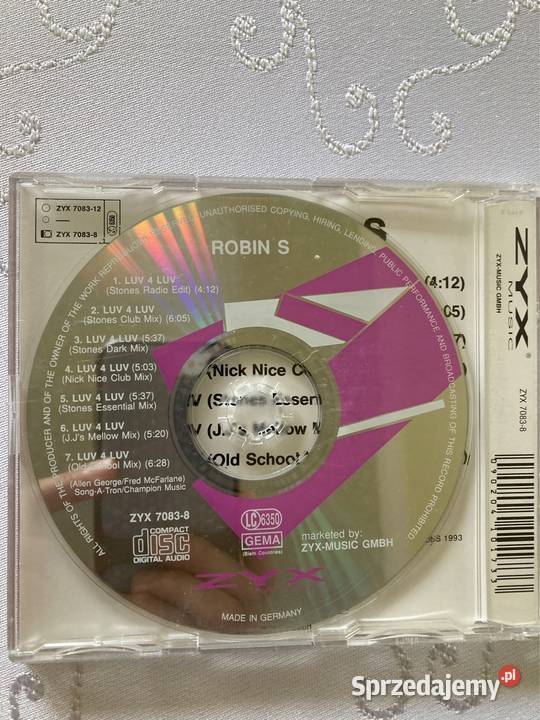 ZYX 7083-12
ZYX 7083-8
ALL RIGHTS OF THE PRODUCER AND OF THE OWNER OF THE WORK REPRODUCED RESERVED. UNAUTHORISED COPYING, HIRING, LENDING, PUBLIC PERFORMANCE AND BROADCASTING OF THIS RECORD PROHIBITED
S
ROBIN S
1. LUV 4 LUV
(Stones Radio Edit) (4:12)
2. LUV 4 LUV
(Stones Club Mix) (6:05)
3. LUV 4 LUV (5:37)
(Stones Dark Mix)
4. LUV 4 LUV (5:03)
(Nick Nice Club Mix)
5. LUV 4 LUV (5:37)
(Stones Essential Mix)
6. LUV 4 LUV
(J.J's Mellow Mix) (5:20)
7. LUV 4 LUV
(Old School Mix) (6:28)
(Allen George/Fred McFarlane)
Song-A-Tron/Champion Music
(4:12)
:05)
(Nick Nice
(Stones Essen
(J.J's Mellow M
(Old School
ZYX 7083-8
COMPACT
disc
DIGITAL AUDIO
LC 6350
GEMA
(Biem Countries)
marketed by:
ZYX-MUSIC GMBH
ZYX
MADE IN GERMANY
1993
ZYX
MUSIC
ZYX-MUSIC GMBH
ZYX 7083-8
Sprzedajemy.pl